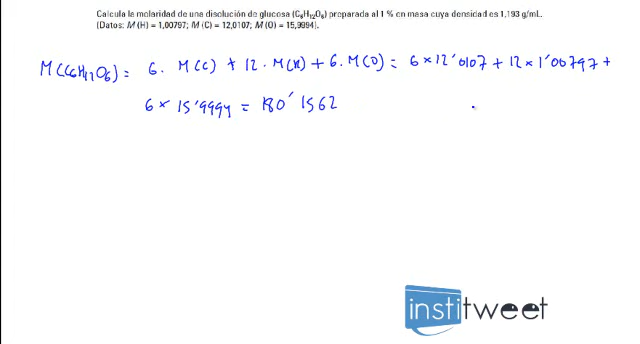 Calcula la molaridad de una disolución de glucosa (C₆H₁₂O₆) preparada al 1 % en masa cuya densidad es 1,193 g/mL.
(Datos: M (H) = 1,00797; M (C) = 12,0107; M (O) = 15,9994).
M(C₆H₁₂O₆) = 6 · M(C) + 12 · M(H) + 6 · M(O) = 6 × 12'0107 + 12 × 1'00797 +
6 × 15'9994 = 180'1562
institweet